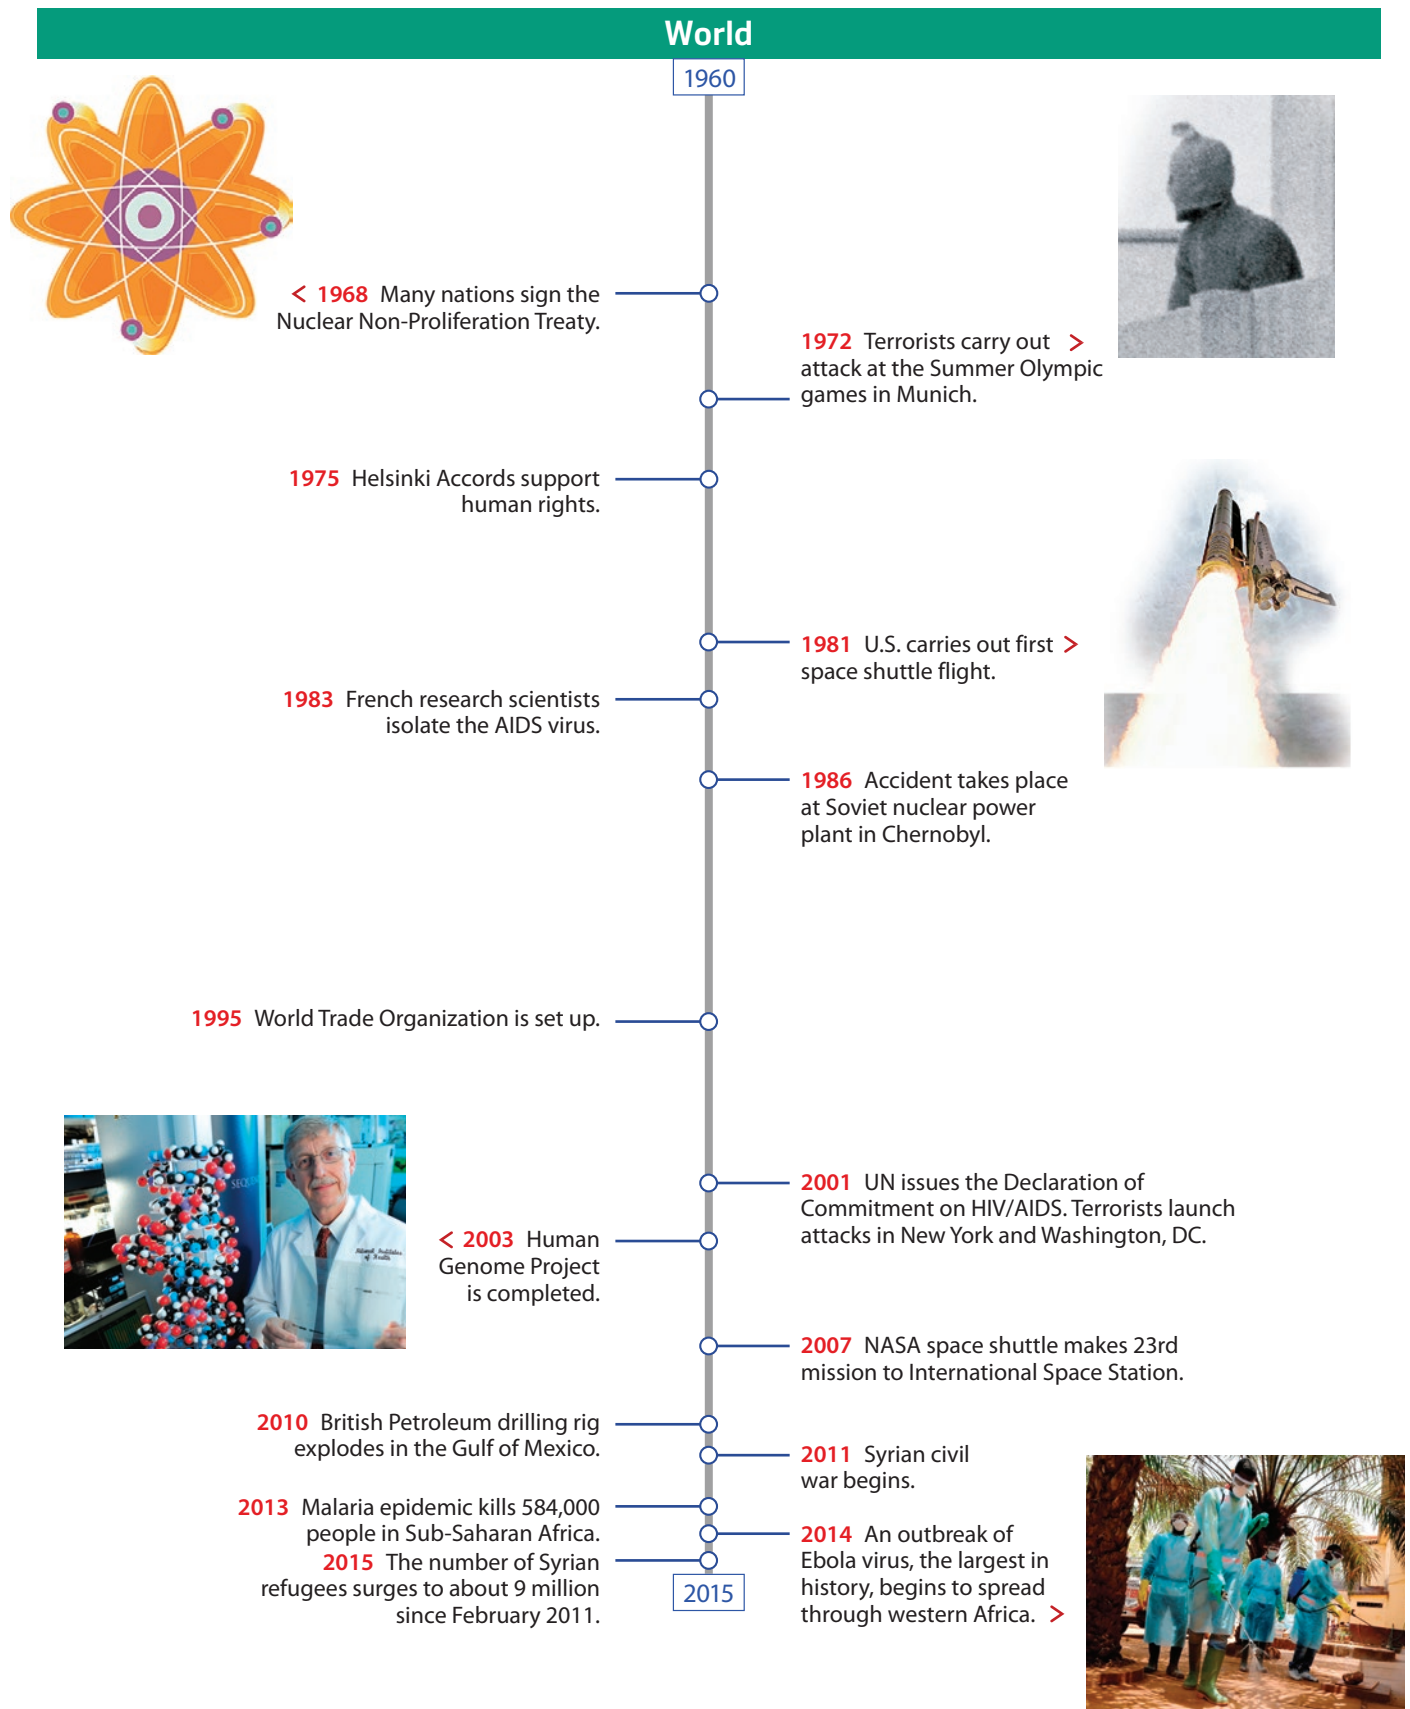 World
1960
< 1968 Many nations sign the
Nuclear Non-Proliferation Treaty.
1972 Terrorists carry out >
attack at the Summer Olympic
games in Munich.
1975 Helsinki Accords support
human rights.
1981 U.S. carries out first >
space shuttle flight.
1983 French research scientists
isolate the AIDS virus.
1986 Accident takes place
at Soviet nuclear power
plant in Chernobyl.
1995 World Trade Organization is set up.
2001 UN issues the Declaration of
Commitment on HIV/AIDS. Terrorists launch
attacks in New York and Washington, DC.
< 2003 Human
Genome Project
is completed.
2007 NASA space shuttle makes 23rd
mission to International Space Station.
2010 British Petroleum drilling rig
explodes in the Gulf of Mexico.
2011 Syrian civil
war begins.
2013 Malaria epidemic kills 584,000
people in Sub-Saharan Africa.
2014 An outbreak of
Ebola virus, the largest in
history, begins to spread
through western Africa. >
2015 The number of Syrian
refugees surges to about 9 million
since February 2011.
2015